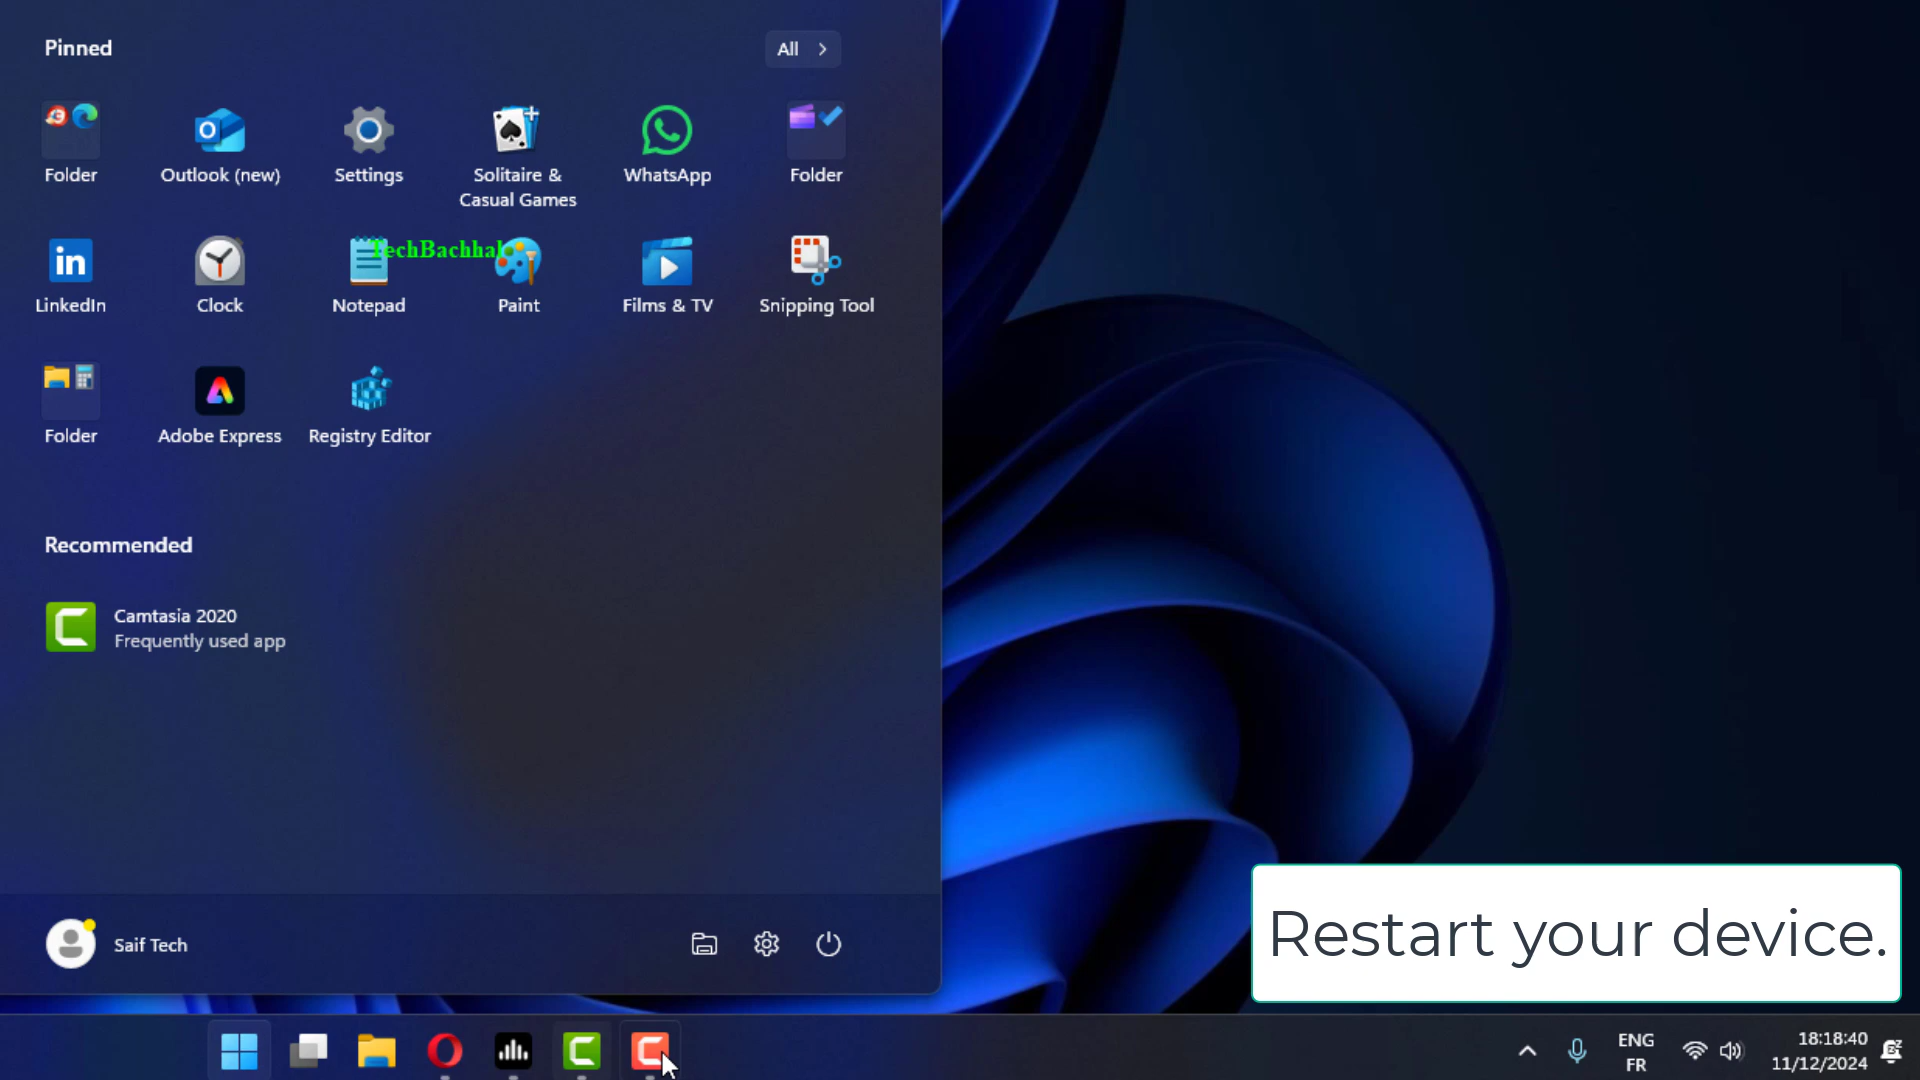 Pinned
All
Folder
Outlook (new)
Settings
Solitaire &
Casual Games
WhatsApp
Folder
TechBachhal
LinkedIn
Clock
Notepad
Paint
Films & TV
Snipping Tool
Folder
Adobe Express
Registry Editor
Recommended
Camtasia 2020
Frequently used app
Saif Tech
Restart your device.
ENG
FR
18:18:40
11/12/2024